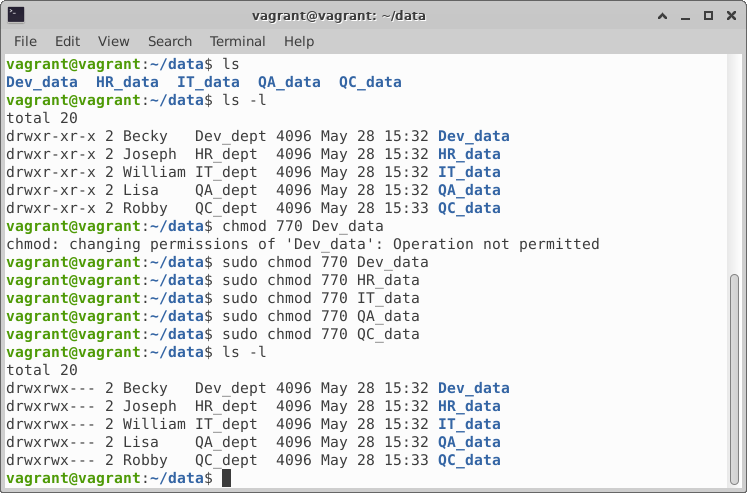 vagrant@vagrant: ~/data
File Edit View Search Terminal Help
vagrant@vagrant:~/data$ ls
Dev_data  HR_data  IT_data  QA_data  QC_data
vagrant@vagrant:~/data$ ls -l
total 20
drwxr-xr-x 2 Becky   Dev_dept 4096 May 28 15:32 Dev_data
drwxr-xr-x 2 Joseph  HR_dept  4096 May 28 15:32 HR_data
drwxr-xr-x 2 William IT_dept  4096 May 28 15:32 IT_data
drwxr-xr-x 2 Lisa    QA_dept  4096 May 28 15:32 QA_data
drwxr-xr-x 2 Robby   QC_dept  4096 May 28 15:33 QC_data
vagrant@vagrant:~/data$ chmod 770 Dev_data
chmod: changing permissions of 'Dev_data': Operation not permitted
vagrant@vagrant:~/data$ sudo chmod 770 Dev_data
vagrant@vagrant:~/data$ sudo chmod 770 HR_data
vagrant@vagrant:~/data$ sudo chmod 770 IT_data
vagrant@vagrant:~/data$ sudo chmod 770 QA_data
vagrant@vagrant:~/data$ sudo chmod 770 QC_data
vagrant@vagrant:~/data$ ls -l
total 20
drwxrwx--- 2 Becky   Dev_dept 4096 May 28 15:32 Dev_data
drwxrwx--- 2 Joseph  HR_dept  4096 May 28 15:32 HR_data
drwxrwx--- 2 William IT_dept  4096 May 28 15:32 IT_data
drwxrwx--- 2 Lisa    QA_dept  4096 May 28 15:32 QA_data
drwxrwx--- 2 Robby   QC_dept  4096 May 28 15:33 QC_data
vagrant@vagrant:~/data$